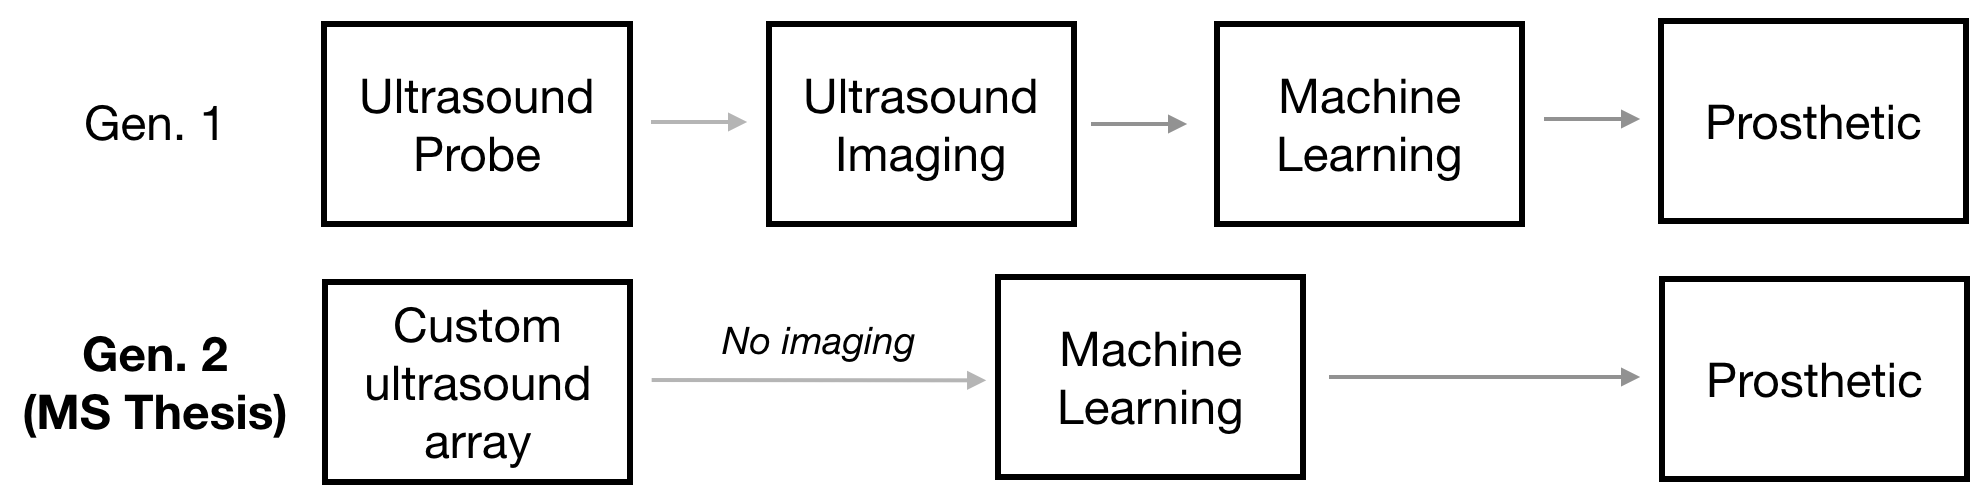 Gen. 1
Ultrasound
Probe
Ultrasound
Imaging
Machine
Learning
Prosthetic
Gen. 2
(MS Thesis)
Custom
ultrasound
array
No imaging
Machine
Learning
Prosthetic